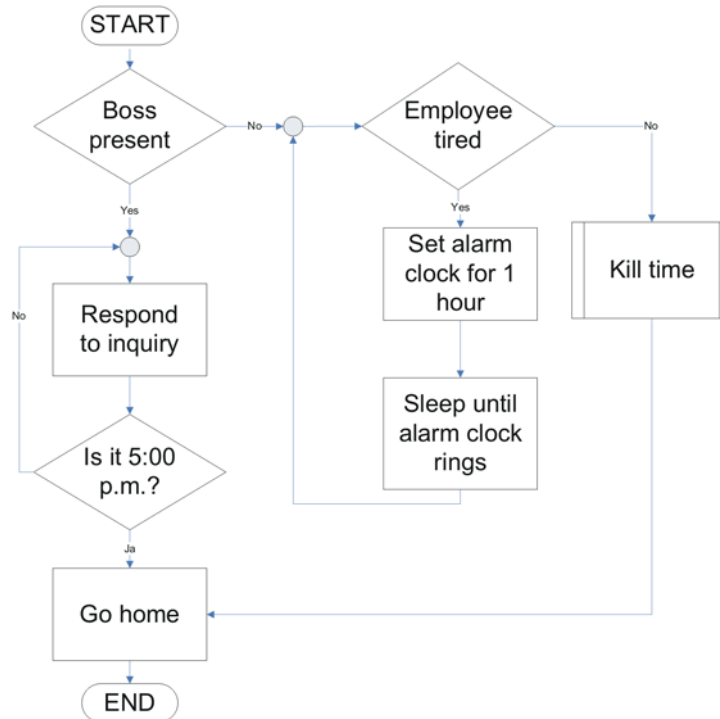 START
Boss
present
No
Employee
tired
No
Yes
Yes
Set alarm
clock for 1
hour
Kill time
No
Respond
to inquiry
Sleep until
alarm clock
rings
Is it 5:00
p.m.?
Ja
Go home
END